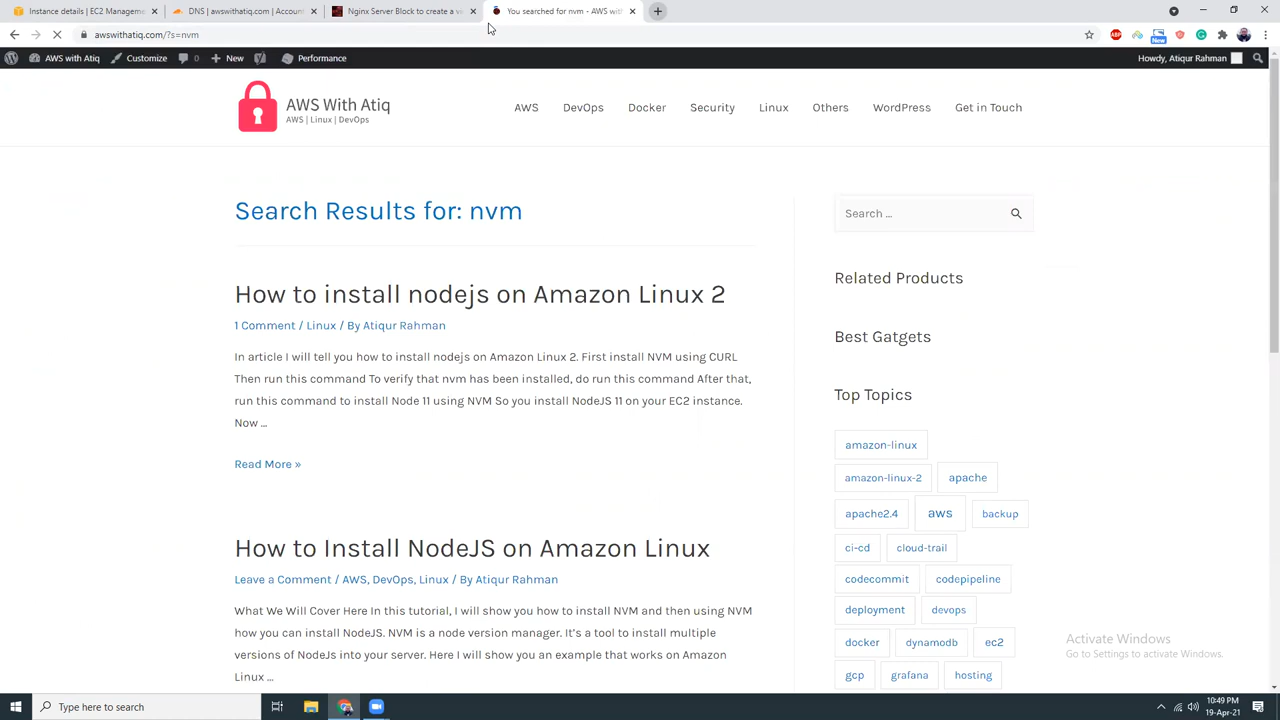 Instance details | EC2 Managem
DNS | awswithatiq.com | Account
Nginx Server Block to create a vi
You searched for nvm - AWS wit
awswithatiq.com/?s=nvm
New
AWS with Atiq
Customize
0
New
Performance
Howdy, Atiqur Rahman
AWS With Atiq
AWS | Linux | DevOps
AWS
DevOps
Docker
Security
Linux
Others
WordPress
Get in Touch
Search Results for: nvm
Search ...
Related Products
Best Gatgets
Top Topics
How to install nodejs on Amazon Linux 2
1 Comment / Linux / By Atiqur Rahman
In article I will tell you how to install nodejs on Amazon Linux 2. First install NVM using CURL
Then run this command To verify that nvm has been installed, do run this command After that,
run this command to install Node 11 using NVM So you install NodeJS 11 on your EC2 instance.
Now ...
Read More »
How to Install NodeJS on Amazon Linux
Leave a Comment / AWS, DevOps, Linux / By Atiqur Rahman
What We Will Cover Here In this tutorial, I will show you how to install NVM and then using NVM
how you can install NodeJS. NVM is a node version manager. It's a tool to install multiple
versions of NodeJs into your server. Here I will show you an example that works on Amazon
Linux ...
amazon-linux
amazon-linux-2
apache
apache2.4
aws
backup
ci-cd
cloud-trail
codecommit
codepipeline
deployment
devops
docker
dynamodb
ec2
gcp
grafana
hosting
Activate Windows
Go to Settings to activate Windows.
Type here to search
10:49 PM
19-Apr-21